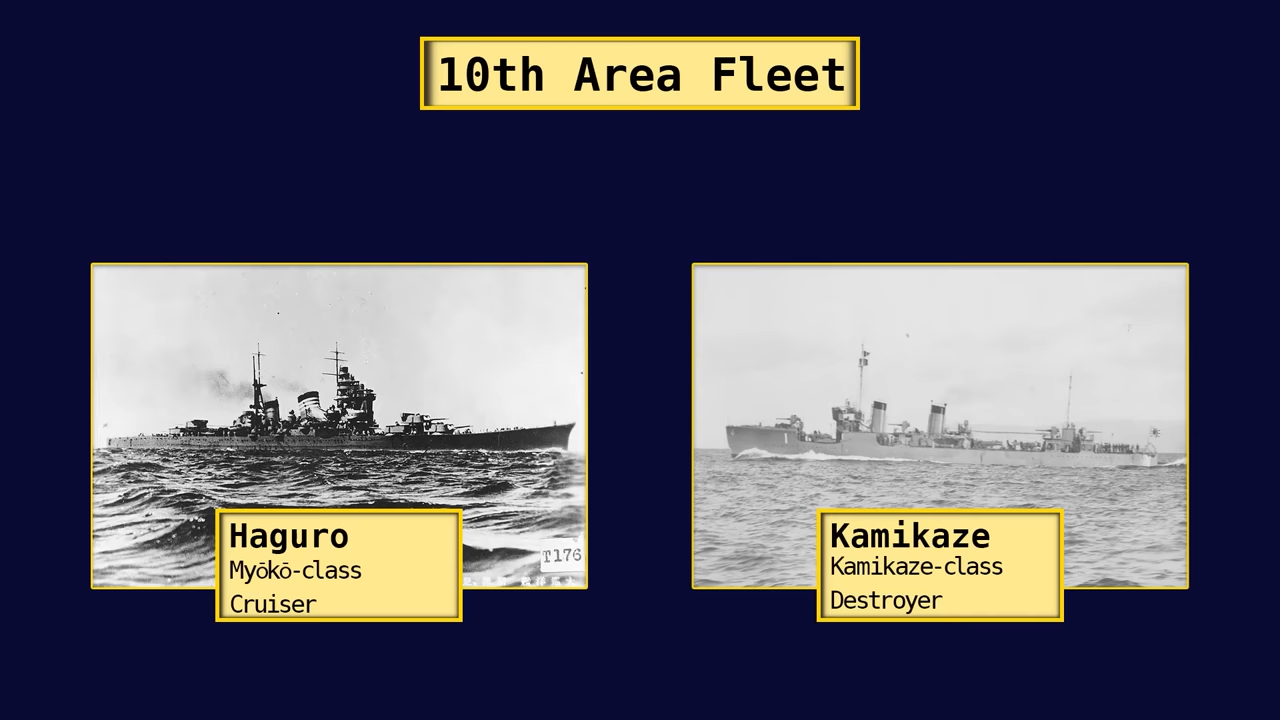 10th Area Fleet
T176
Haguro
Myōkō-class
Cruiser
Kamikaze
Kamikaze-class
Destroyer